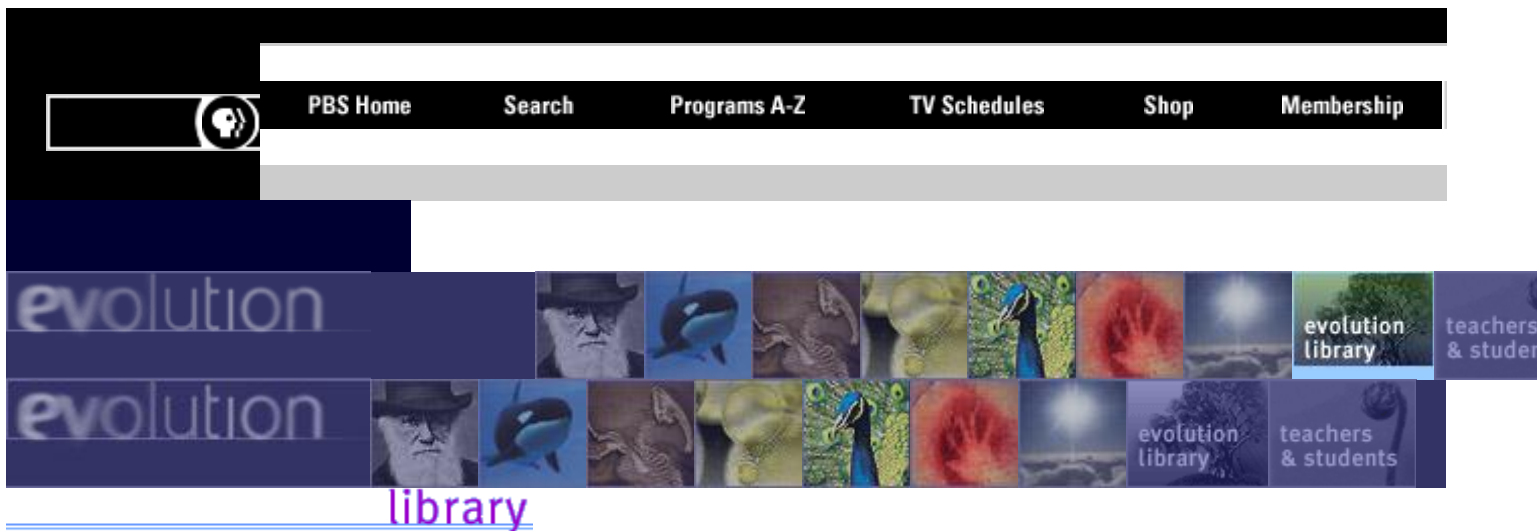 PBS Home Search Programs A-Z TV Schedules Shop Membership
evolution
evolution
library
teachers
& studen
evolution
evolution
library
teachers
& students
library